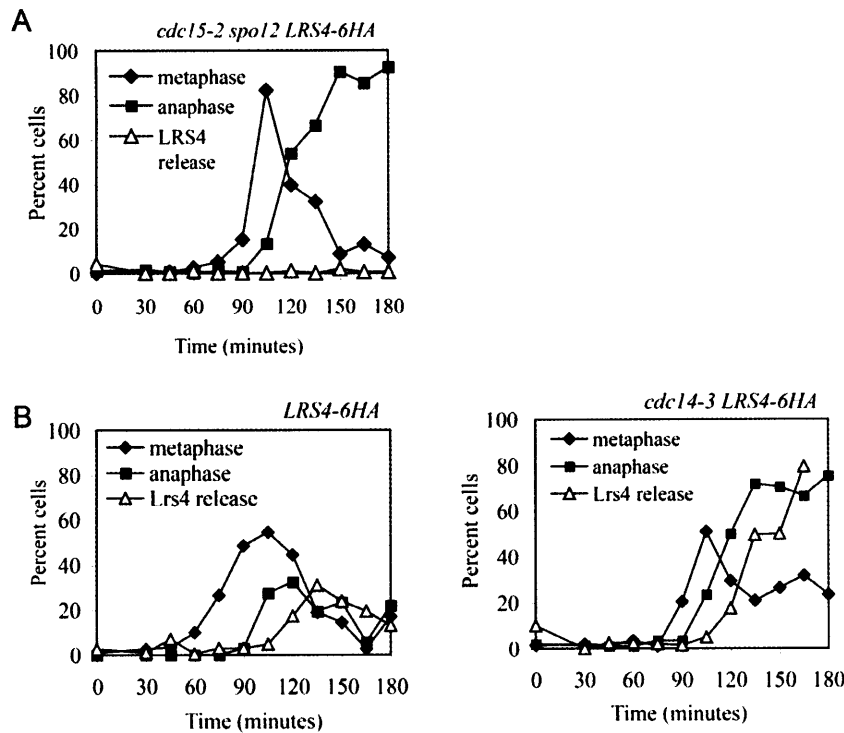 A
cdc15-2 spo12 LRS4-6HA
100
80
60
40
20
0
Percent cells
metaphase
anaphase
LRS4
release
0 30 60 90 120 150 180
Time (minutes)
B
LRS4-6HA
100
80
60
40
20
0
Percent cells
metaphase
anaphase
Lrs4 release
0 30 60 90 120 150 180
Time (minutes)
cdc14-3 LRS4-6HA
100
80
60
40
20
0
Percent cells
metaphase
anaphase
Lrs4 release
0 30 60 90 120 150 180
Time (minutes)